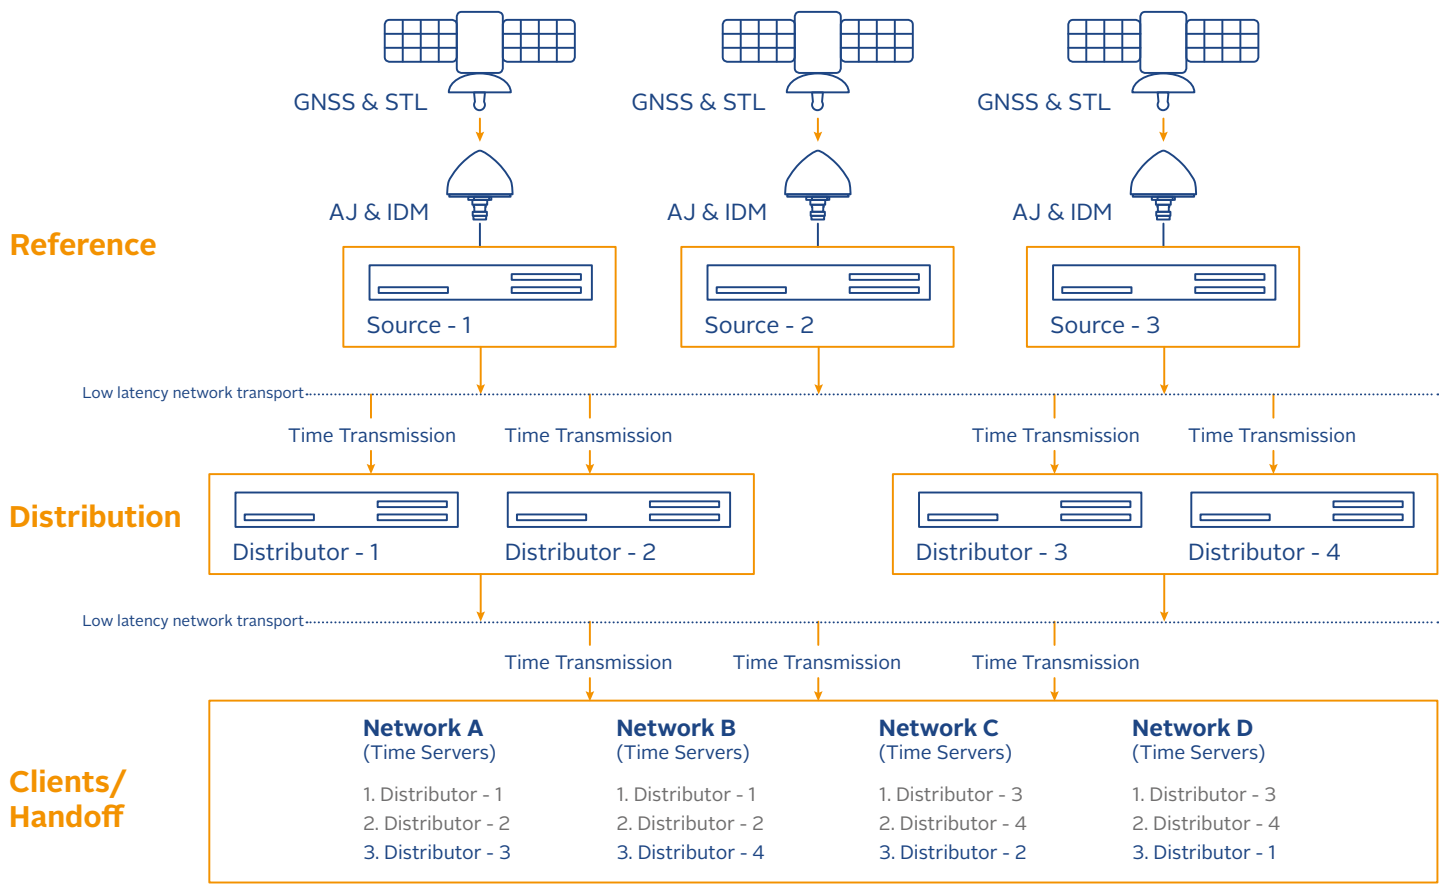 GNSS & STL
GNSS & STL
GNSS & STL
AJ & IDM
AJ & IDM
AJ & IDM
Reference
Source - 1
Source - 2
Source - 3
Low latency network transport
Time Transmission
Time Transmission
Time Transmission
Time Transmission
Distribution
Distributor - 1
Distributor - 2
Distributor - 3
Distributor - 4
Low latency network transport
Time Transmission
Time Transmission
Time Transmission
Clients/
Handoff
Network A
(Time Servers)
1. Distributor - 1
2. Distributor - 2
3. Distributor - 3
Network B
(Time Servers)
1. Distributor - 1
2. Distributor - 2
3. Distributor - 4
Network C
(Time Servers)
1. Distributor - 3
2. Distributor - 4
3. Distributor - 2
Network D
(Time Servers)
1. Distributor - 3
2. Distributor - 4
3. Distributor - 1